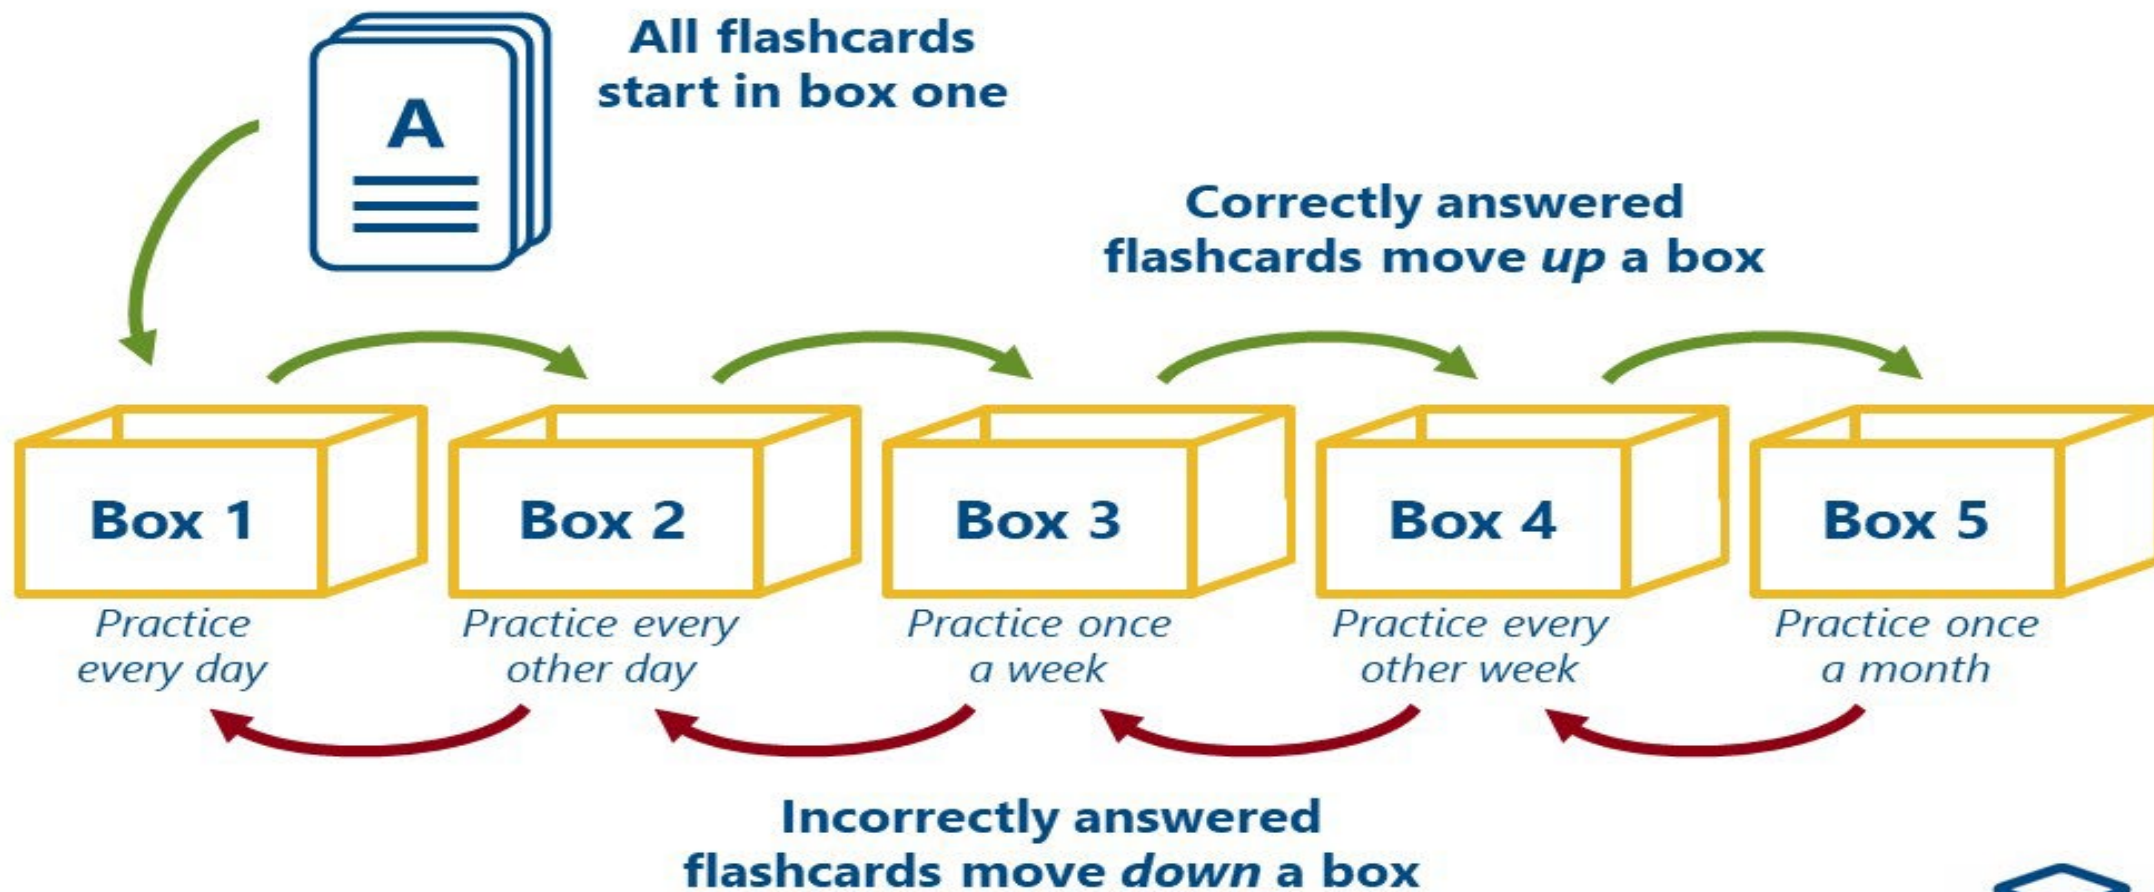 A
All flashcards
start in box one
Correctly answered
flashcards move up a box
Box 1
Box 2
Box 3
Box 4
Box 5
Practice
every day
Practice every
other day
Practice once
a week
Practice every
other week
Practice once
a month
Incorrectly answered
flashcards move down a box